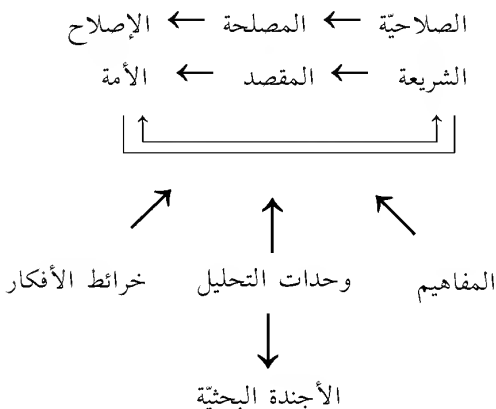 الصلاحيّة ← المصلحة ← الإصلاح
الشريعة ← المقصد ← الأمة
المفاهيم وحدات التحليل خرائط الأفكار
الأجندة البحثيّة